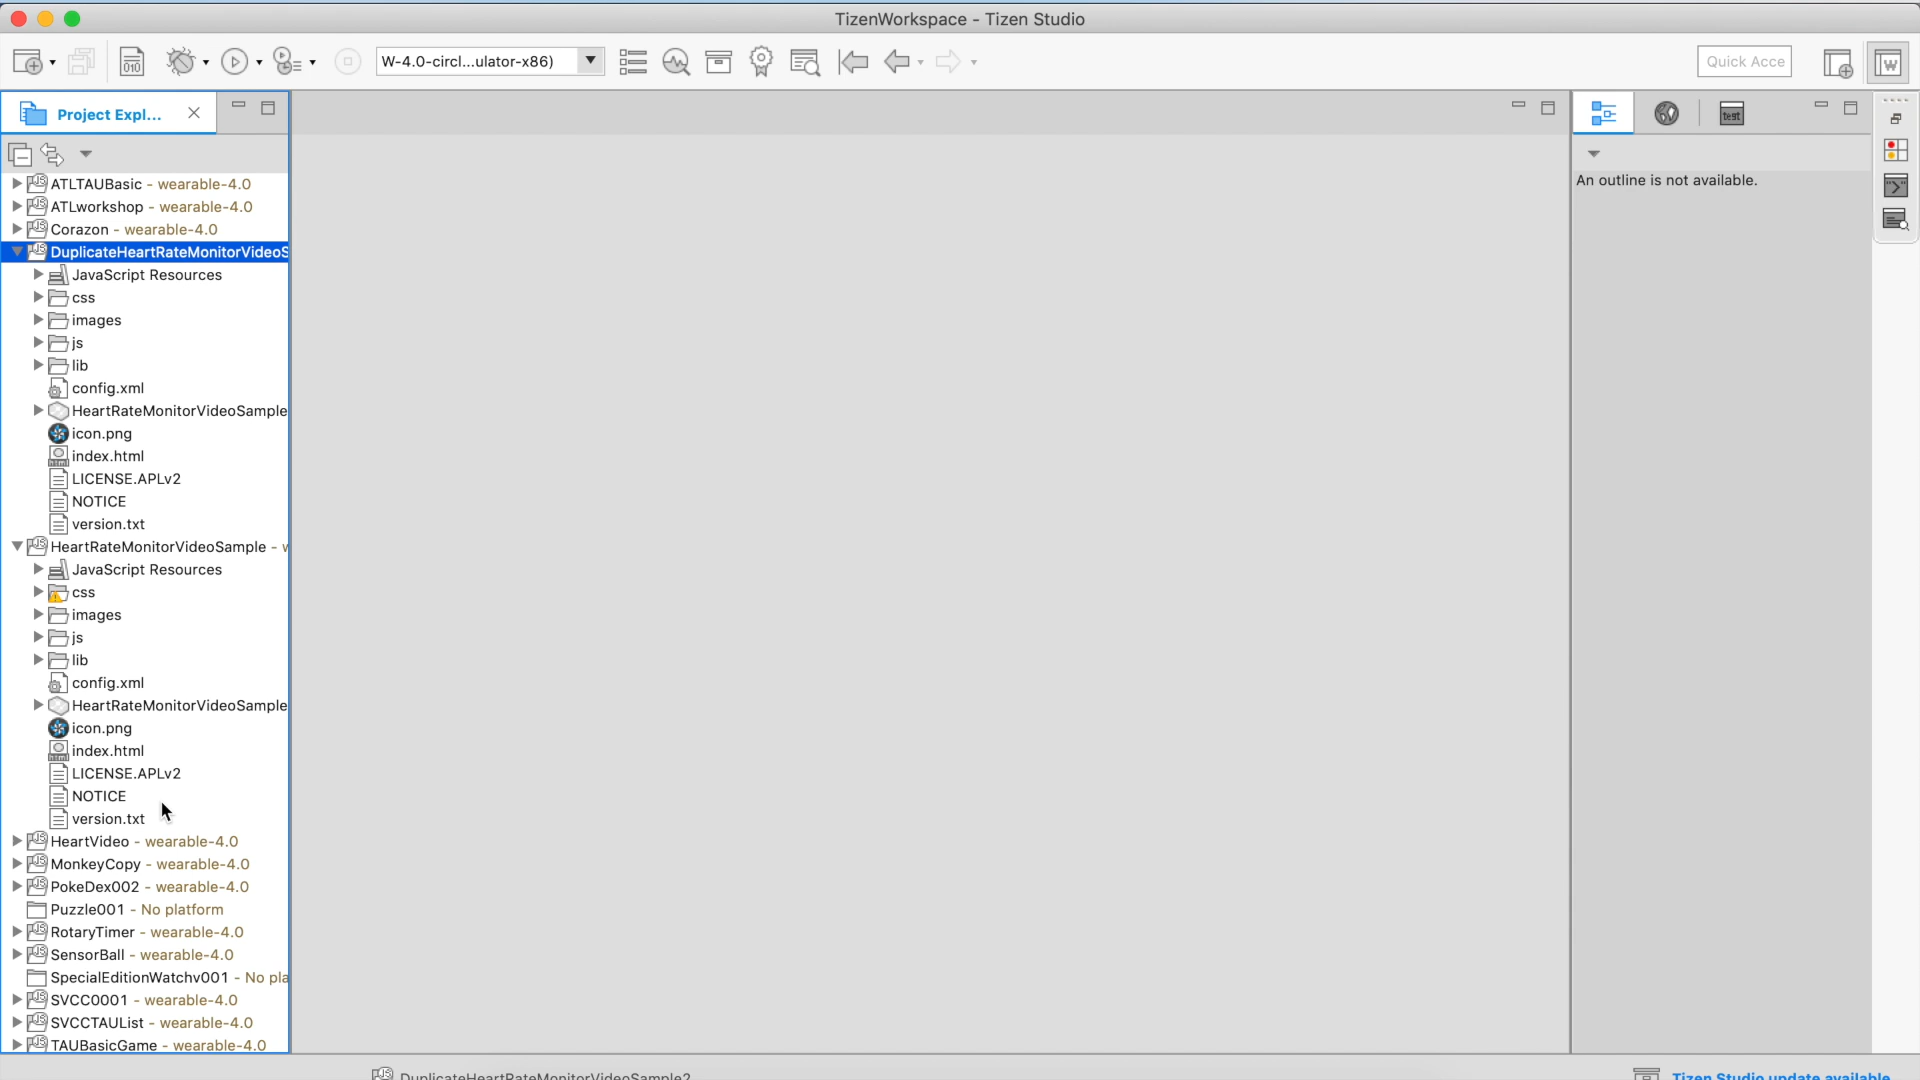 TizenWorkspace - Tizen Studio
010
W-4.0-circl...ulator-x86)
Quick Acce
Project Expl...
test
An outline is not available.
ATLTAUBasic - wearable-4.0
ATLworkshop - wearable-4.0
Corazon - wearable-4.0
DuplicateHeartRateMonitorVideoS
JavaScript Resources
css
images
js
lib
config.xml
HeartRateMonitorVideoSample
icon.png
index.html
LICENSE.APLv2
NOTICE
version.txt
HeartRateMonitorVideoSample - w
JavaScript Resources
css
images
js
lib
config.xml
HeartRateMonitorVideoSample
icon.png
index.html
LICENSE.APLv2
NOTICE
version.txt
HeartVideo - wearable-4.0
MonkeyCopy - wearable-4.0
PokeDex002 - wearable-4.0
Puzzle001 - No platform
RotaryTimer - wearable-4.0
SensorBall - wearable-4.0
SpecialEditionWatchv001 - No pla
SVCC0001 - wearable-4.0
SVCCTAUList - wearable-4.0
TAUBasicGame - wearable-4.0
DuplicateHeartRateMonitorVideoSample2
Tizen Studio update available